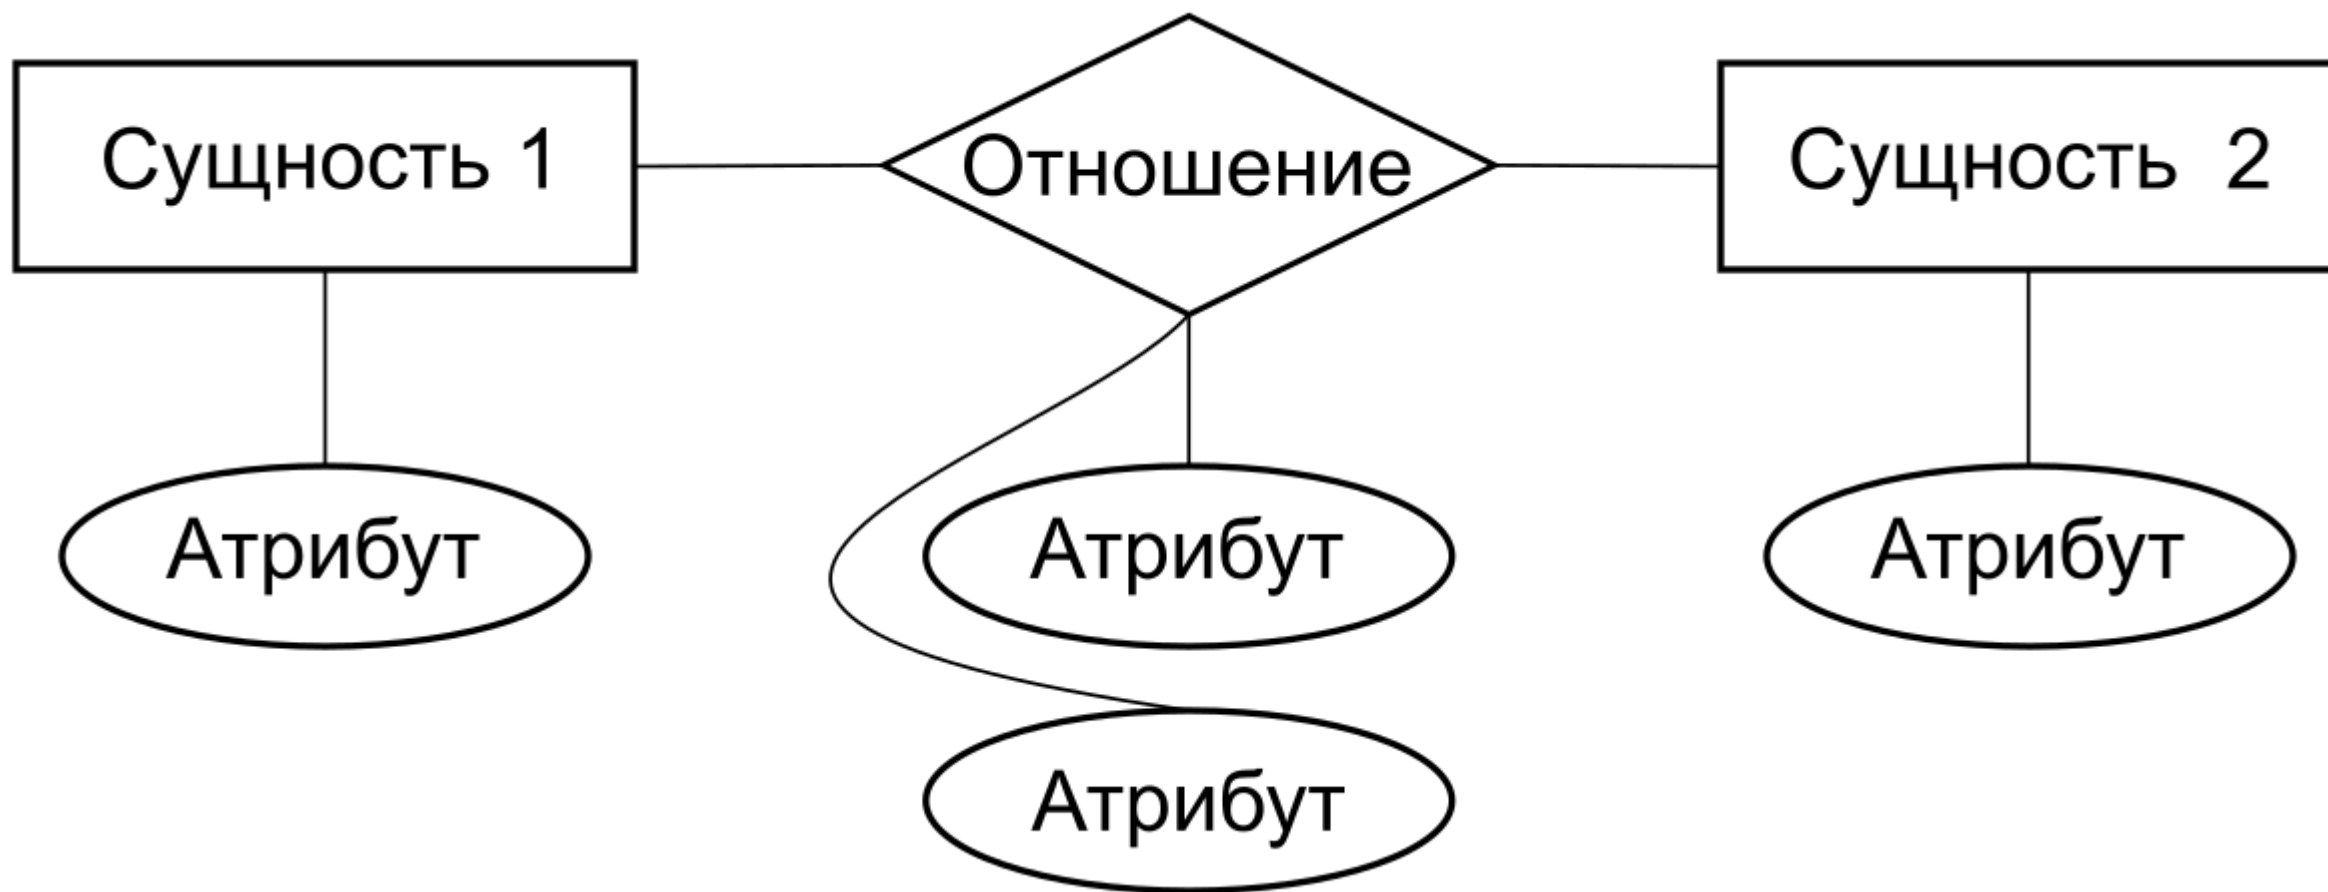 Сущность 1
Отношение
Сущность 2
Атрибут
Атрибут
Атрибут
Атрибут